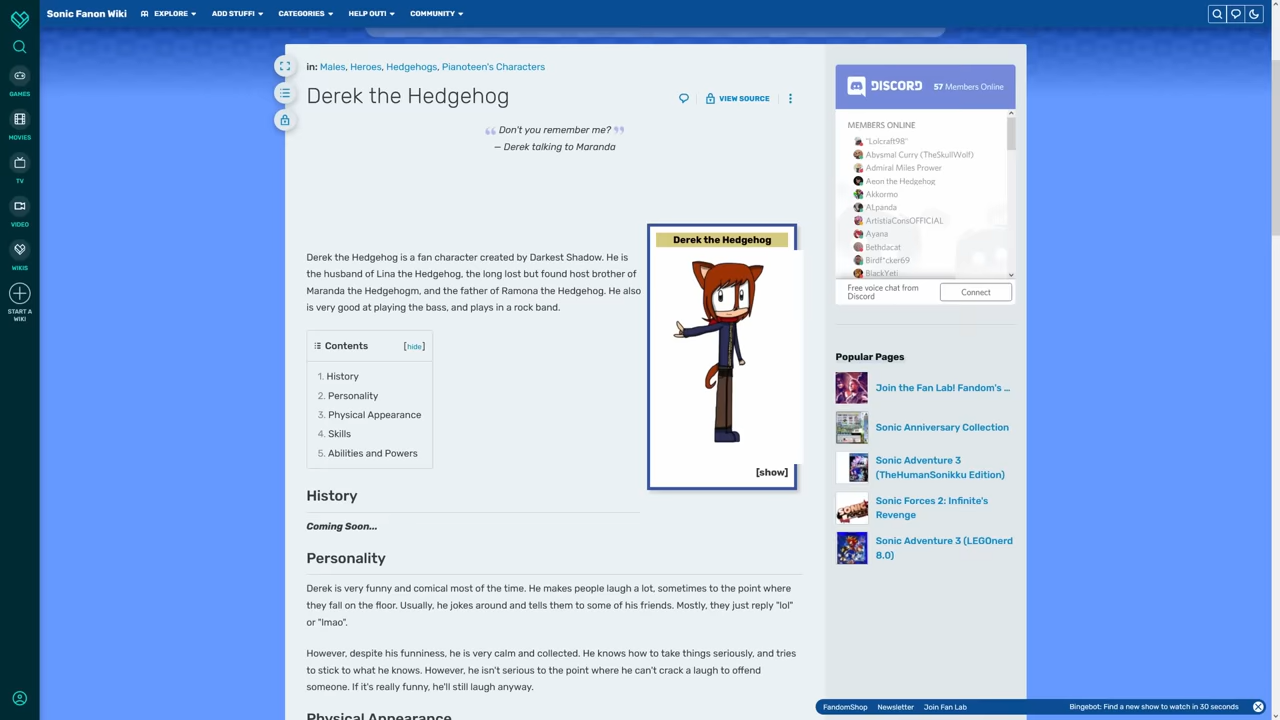 Sonic Fanon Wiki
EXPLORE
ADD STUFF!
CATEGORIES
HELP OUT!
COMMUNITY
GAMES
MOVIES
TV
VIDEO
WIKIS
START A
WIKI
in: Males, Heroes, Hedgehogs, Pianoteen's Characters
Derek the Hedgehog
VIEW SOURCE
“ Don't you remember me? ”
— Derek talking to Maranda
Derek the Hedgehog is a fan character created by Darkest Shadow. He is
the husband of Lina the Hedgehog, the long lost but found host brother of
Maranda the Hedgehogm, and the father of Ramona the Hedgehog. He also
is very good at playing the bass, and plays in a rock band.
Derek the Hedgehog
[show]
Contents [hide]
1. History
2. Personality
3. Physical Appearance
4. Skills
5. Abilities and Powers
History
Coming Soon...
Personality
Derek is very funny and comical most of the time. He makes people laugh a lot, sometimes to the point where
they fall on the floor. Usually, he jokes around and tells them to some of his friends. Mostly, they just reply "lol"
or "lmao".
However, despite his funniness, he is very calm and collected. He knows how to take things seriously, and tries
to stick to what he knows. However, he isn't serious to the point where he can't crack a laugh to offend
someone. If it's really funny, he'll still laugh anyway.
Physical Appearance
DISCORD
57 Members Online
MEMBERS ONLINE
"Lolcraft98"
Abysmal Curry (TheSkullWolf)
Admiral Miles Prower
Aeon the Hedgehog
Akkormo
ALpanda
ArtistiaConsOFFICIAL
Ayana
Bethdacat
Birdf*cker69
BlackYeti
Free voice chat from
Discord
Connect
Popular Pages
Join the Fan Lab! Fandom's ...
Sonic Anniversary Collection
Sonic Adventure 3
(TheHumanSonikku Edition)
Sonic Forces 2: Infinite's
Revenge
Sonic Adventure 3 (LEGOnerd
8.0)
FandomShop
Newsletter
Join Fan Lab
Bingebot: Find a new show to watch in 30 seconds